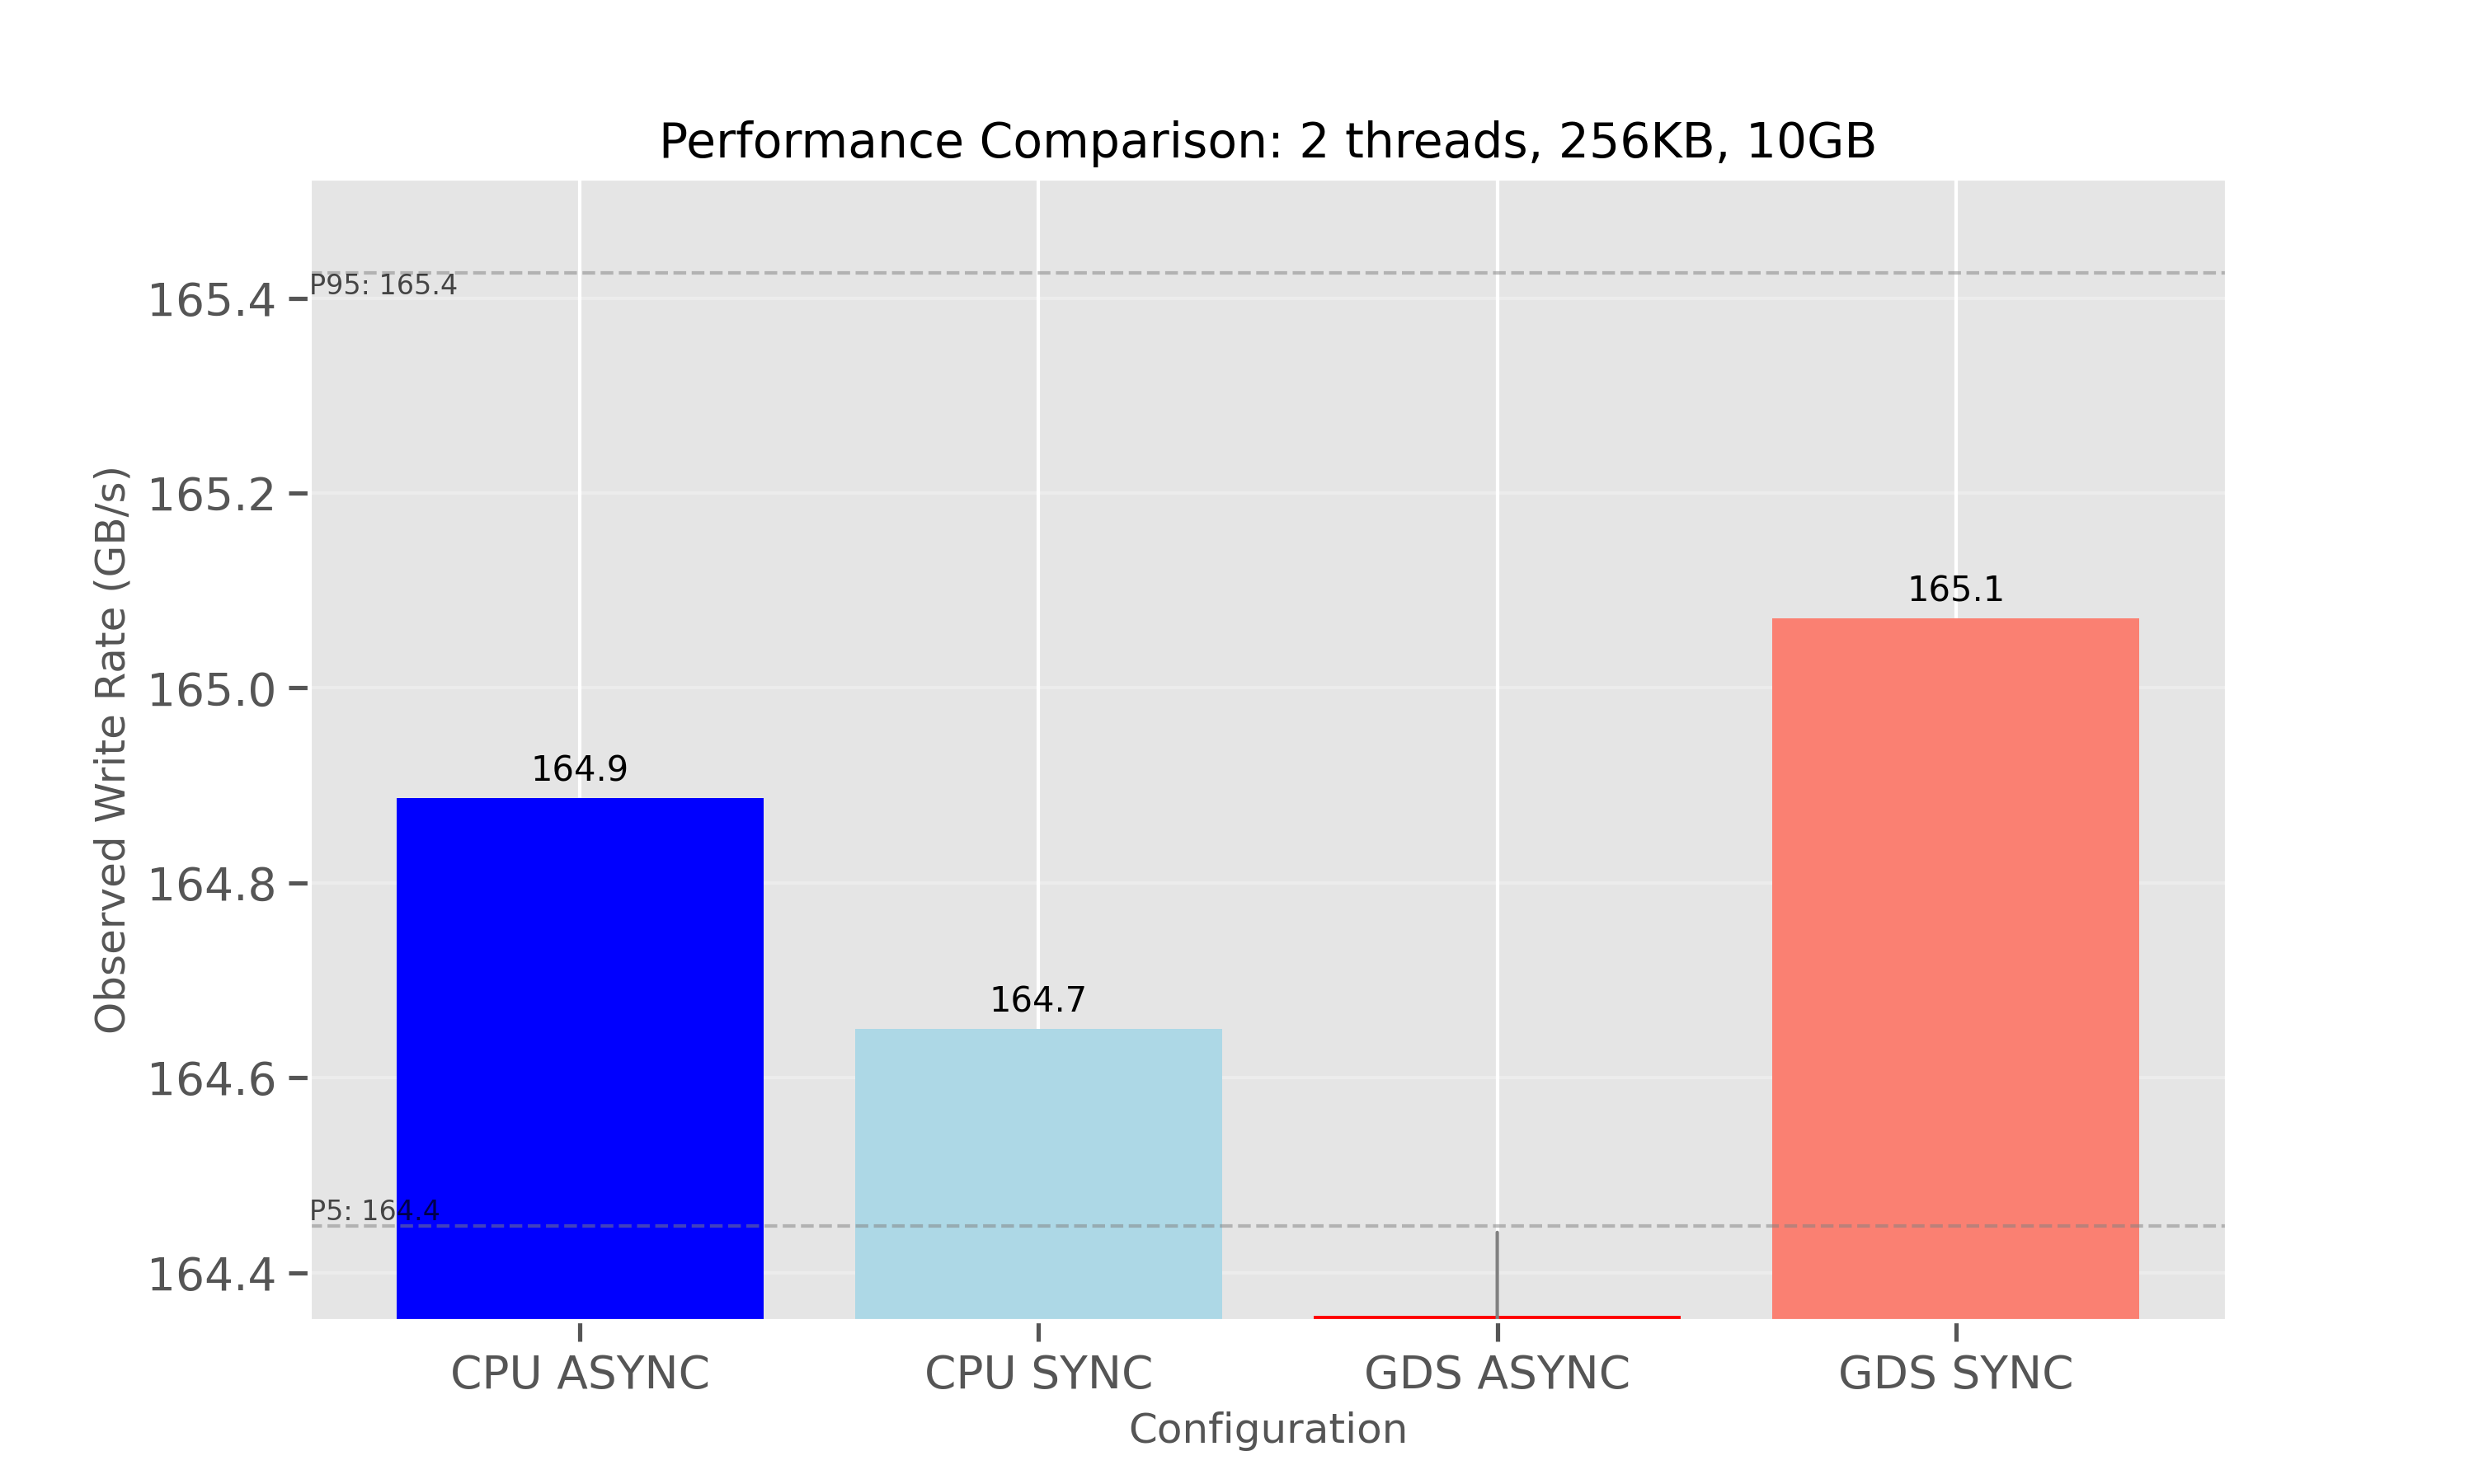 Performance Comparison: 2 threads, 256KB, 10GB
Observed Write Rate (GB/s)
165.4
165.2
165.0
164.8
164.6
164.4
P95: 165.4
P5: 164.4
164.9
164.7
165.1
CPU ASYNC
CPU SYNC
GDS ASYNC
GDS SYNC
Configuration